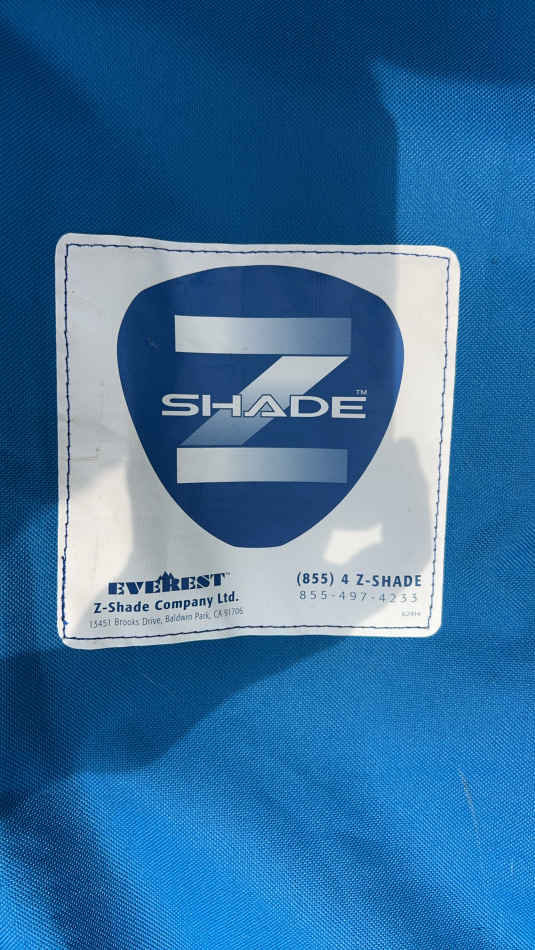 Z
SHADE™
EVEREST™
Z-Shade Company Ltd.
13451 Brooks Drive, Baldwin Park, CA 91706
(855) 4 Z-SHADE
855-497-4233